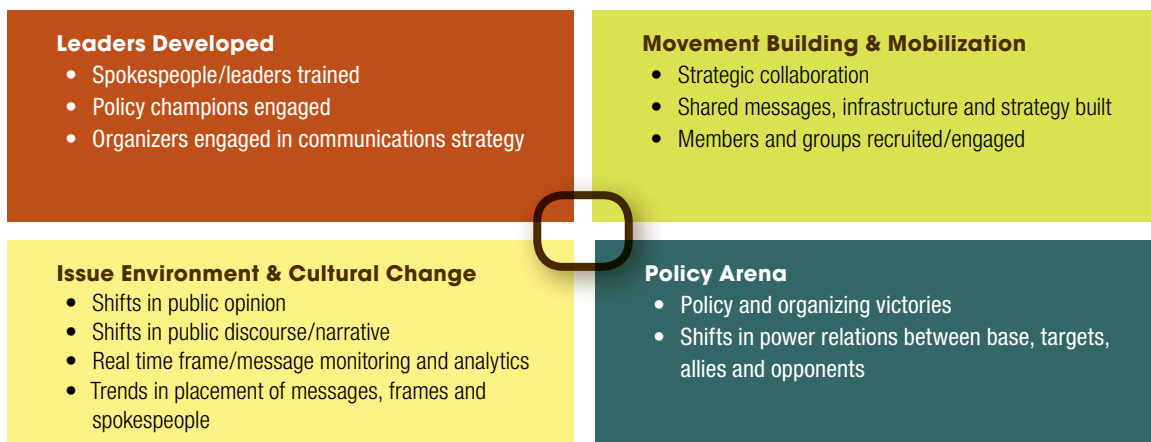 Leaders Developed
• Spokespeople/leaders trained
• Policy champions engaged
• Organizers engaged in communications strategy
Movement Building & Mobilization
• Strategic collaboration
• Shared messages, infrastructure and strategy built
• Members and groups recruited/engaged
Issue Environment & Cultural Change
• Shifts in public opinion
• Shifts in public discourse/narrative
• Real time frame/message monitoring and analytics
• Trends in placement of messages, frames and
spokespeople
Policy Arena
• Policy and organizing victories
• Shifts in power relations between base, targets,
allies and opponents